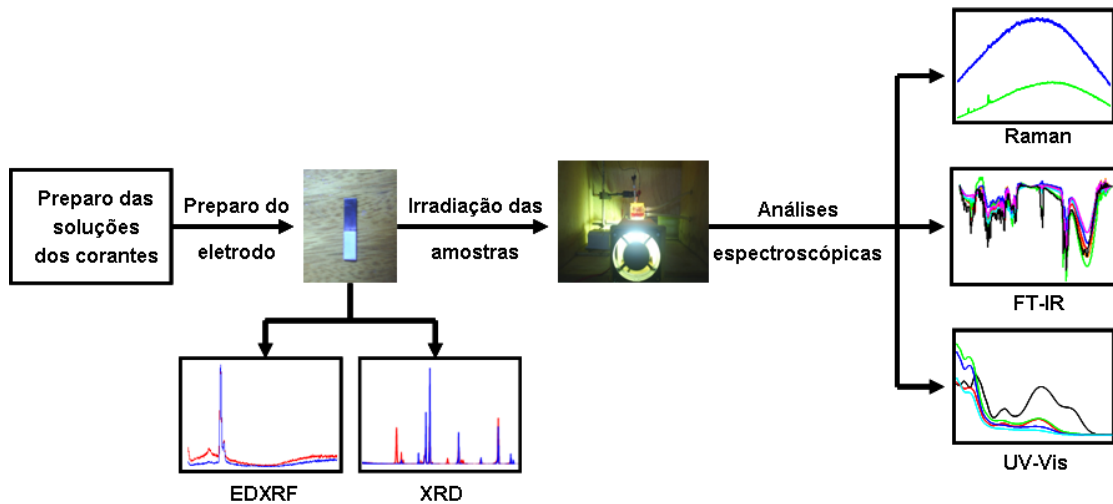 Preparo das
soluções
dos corantes
Preparo do
eletrodo
Irradiação das
amostras
Análises
espectroscópicas
Raman
FT-IR
UV-Vis
EDXRF
XRD